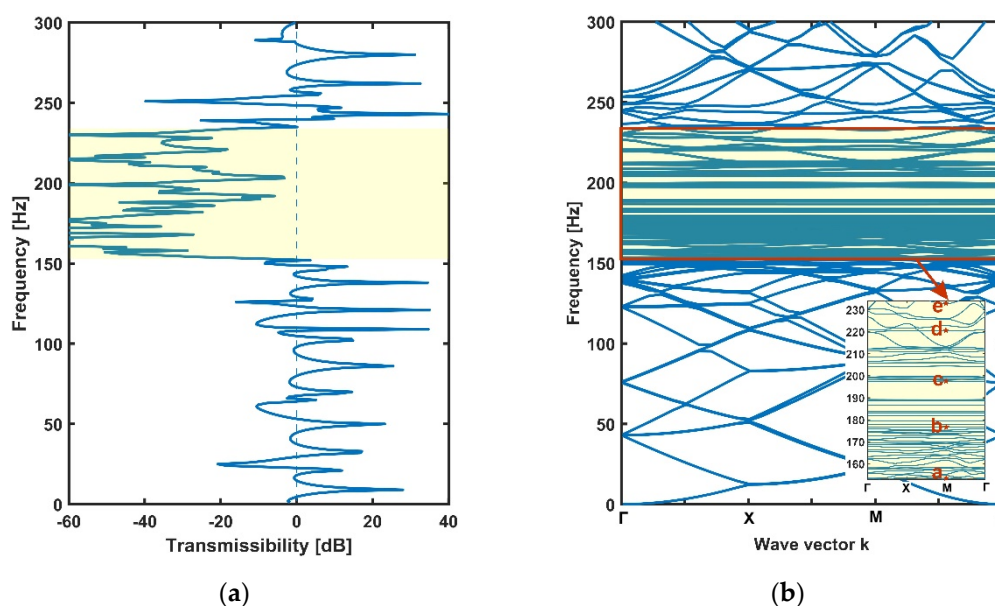 300
250
200
150
100
50
0
Frequency [Hz]
-60 -40 -20 0 20 40
Transmissibility [dB]
(a)
300
250
200
150
100
50
0
Frequency [Hz]
Γ X M
Wave vector k
230
220
210
200
190
180
170
160
e*
d*
c*
b*
a*
Γ X M Γ
(b)